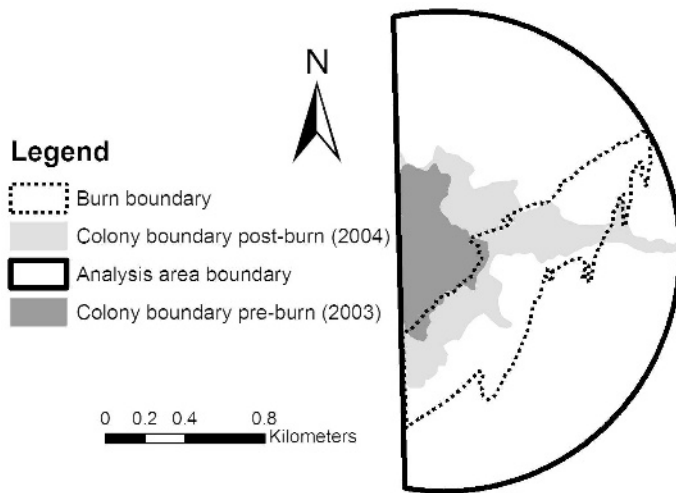 N
Legend
Burn boundary
Colony boundary post-burn (2004)
Analysis area boundary
Colony boundary pre-burn (2003)
0 0.2 0.4 0.8
Kilometers